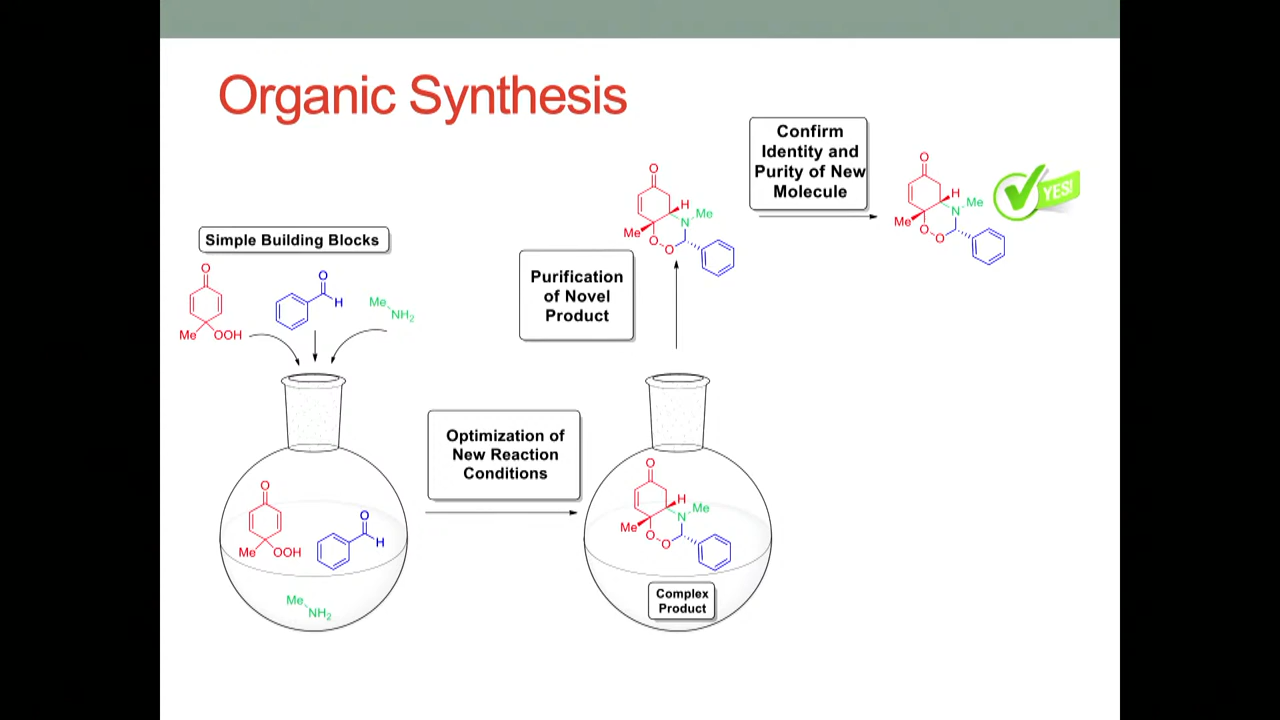 Organic Synthesis
Confirm
Identity and
Purity of New
Molecule
YES!
O
H
Me
N
Me
O
O
O
H
Me
N
Me
O
O
Simple Building Blocks
O
Me
OOH
O
H
Me
NH2
Purification
of Novel
Product
Optimization of
New Reaction
Conditions
O
Me
OOH
O
H
Me
NH2
O
H
Me
N
Me
O
O
Complex
Product